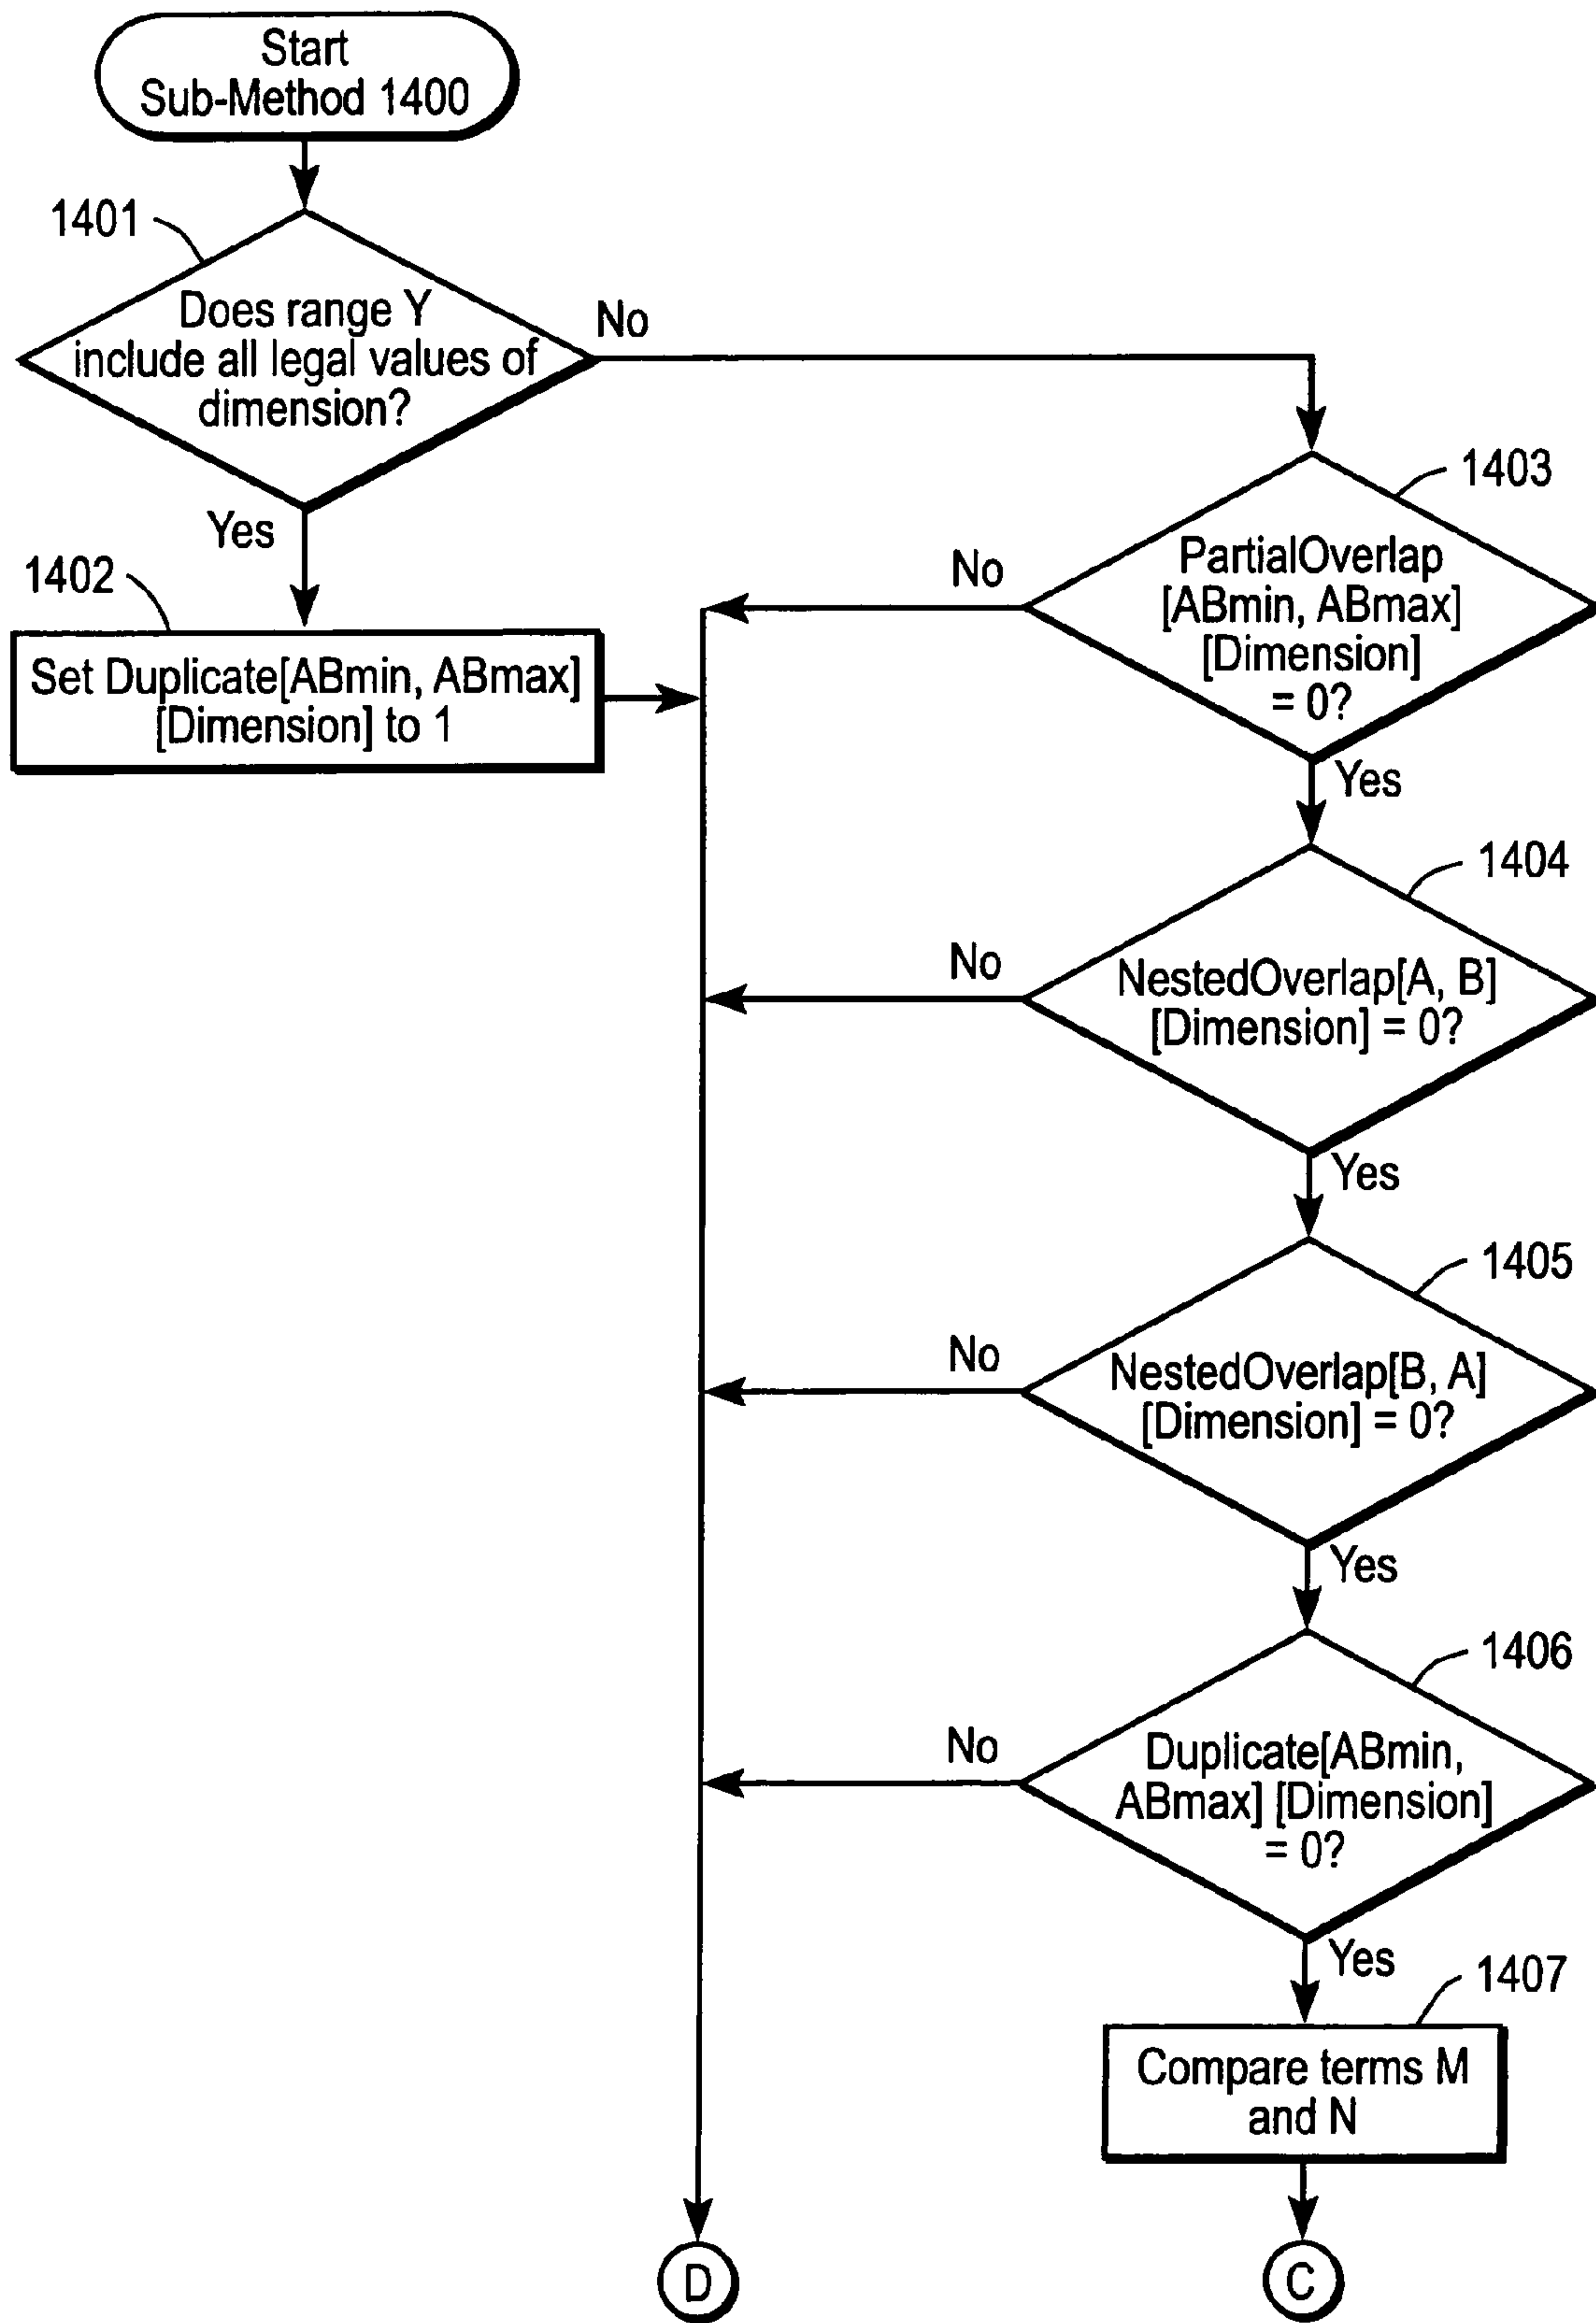 Start
Sub-Method 1400
1401
Does range Y
include all legal values of
dimension?
No
Yes
1402
Set Duplicate[ABmin, ABmax]
[Dimension] to 1
1403
PartialOverlap
[ABmin, ABmax]
[Dimension]
= 0?
No
Yes
1404
NestedOverlap[A, B]
[Dimension] = 0?
No
Yes
1405
NestedOverlap[B, A]
[Dimension] = 0?
No
Yes
1406
Duplicate[ABmin,
ABmax] [Dimension]
= 0?
No
Yes
1407
Compare terms M
and N
D
C